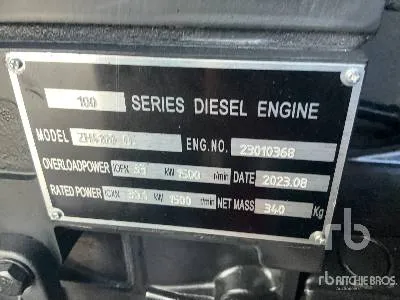 100 SERIES DIESEL ENGINE
MODEL ENG.NO. 23010368
OVERLOADPOWER kW 1500 r/min DATE 2023.08
RATED POWER kW 1500 r/min NET MASS 340 Kg
rb
rb RITCHIE BROS.